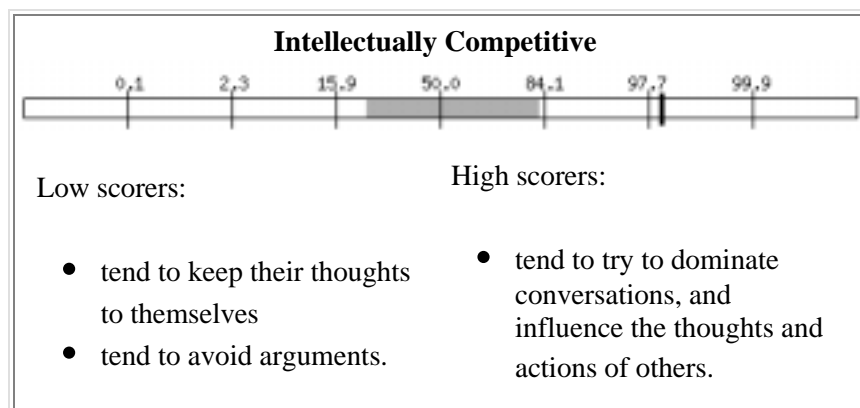 Intellectually Competitive
0.1 2.3 15.9 50.0 84.1 97.7 99.9
Low scorers:
• tend to keep their thoughts
to themselves
• tend to avoid arguments.
High scorers:
• tend to try to dominate
conversations, and
influence the thoughts and
actions of others.